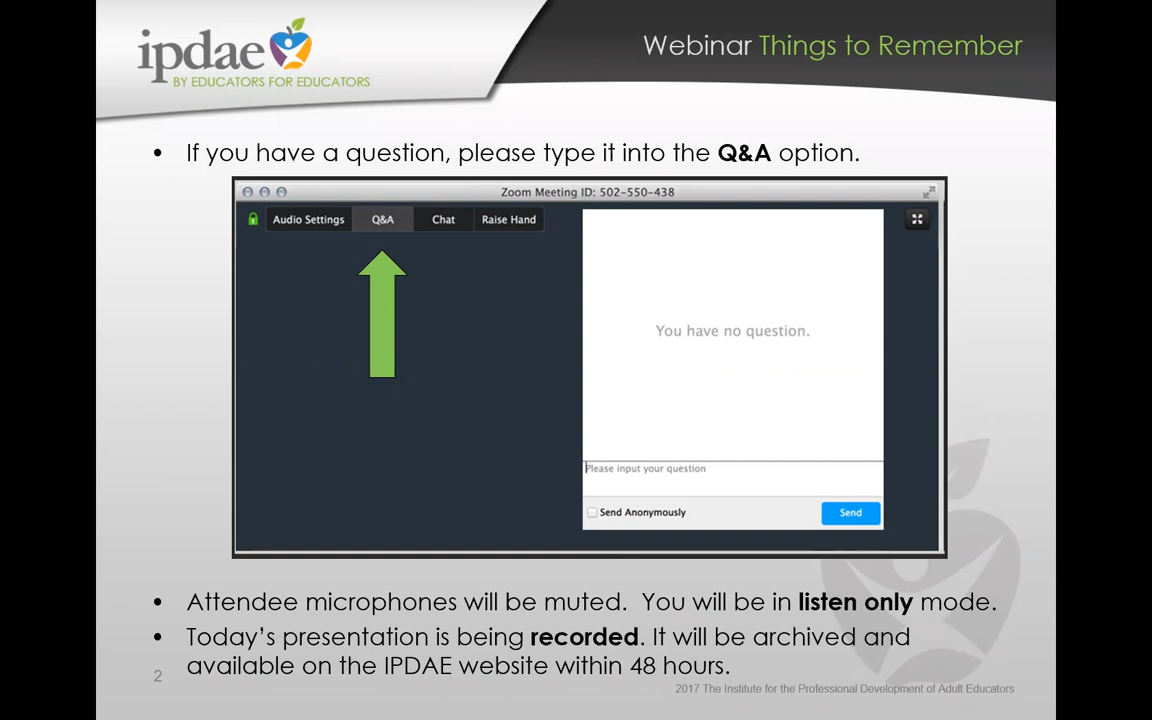 ipdae
BY EDUCATORS FOR EDUCATORS
Webinar Things to Remember
• If you have a question, please type it into the Q&A option.
Zoom Meeting ID: 502-550-438
Audio Settings Q&A Chat Raise Hand
You have no question.
Please input your question
Send Anonymously Send
• Attendee microphones will be muted.  You will be in listen only mode.
• Today’s presentation is being recorded. It will be archived and
available on the IPDAE website within 48 hours.
2
2017 The Institute for the Professional Development of Adult Educators